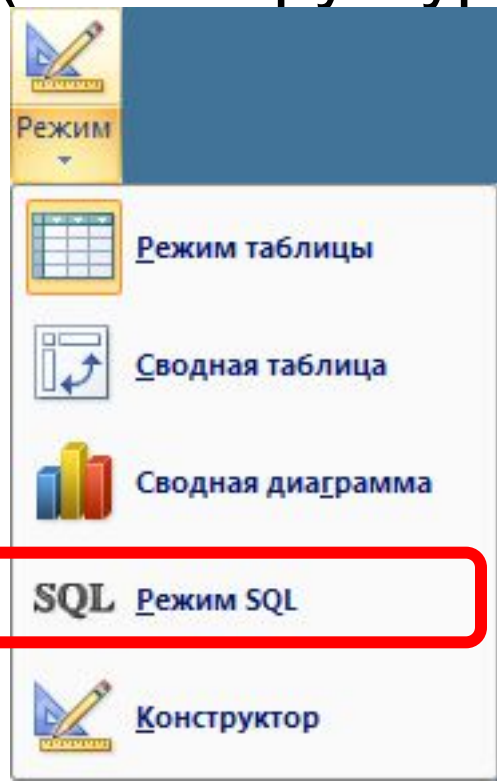 Режим
Режим таблицы
Сводная таблица
Сводная диаграмма
SQL Режим SQL
Конструктор